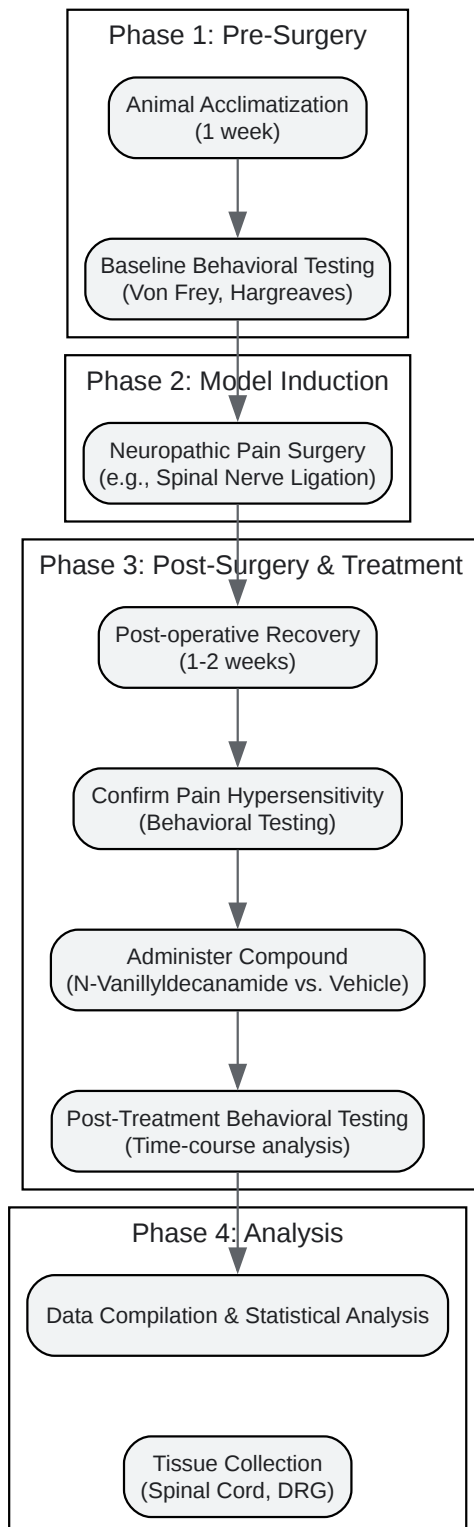 Phase 1: Pre-Surgery
Animal Acclimatization
(1 week)
Baseline Behavioral Testing
(Von Frey, Hargreaves)
Phase 2: Model Induction
Neuropathic Pain Surgery
(e.g., Spinal Nerve Ligation)
Phase 3: Post-Surgery & Treatment
Post-operative Recovery
(1-2 weeks)
Confirm Pain Hypersensitivity
(Behavioral Testing)
Administer Compound
(N-Vanillyldecanamide vs. Vehicle)
Post-Treatment Behavioral Testing
(Time-course analysis)
Phase 4: Analysis
Data Compilation & Statistical Analysis
Tissue Collection
(Spinal Cord, DRG)